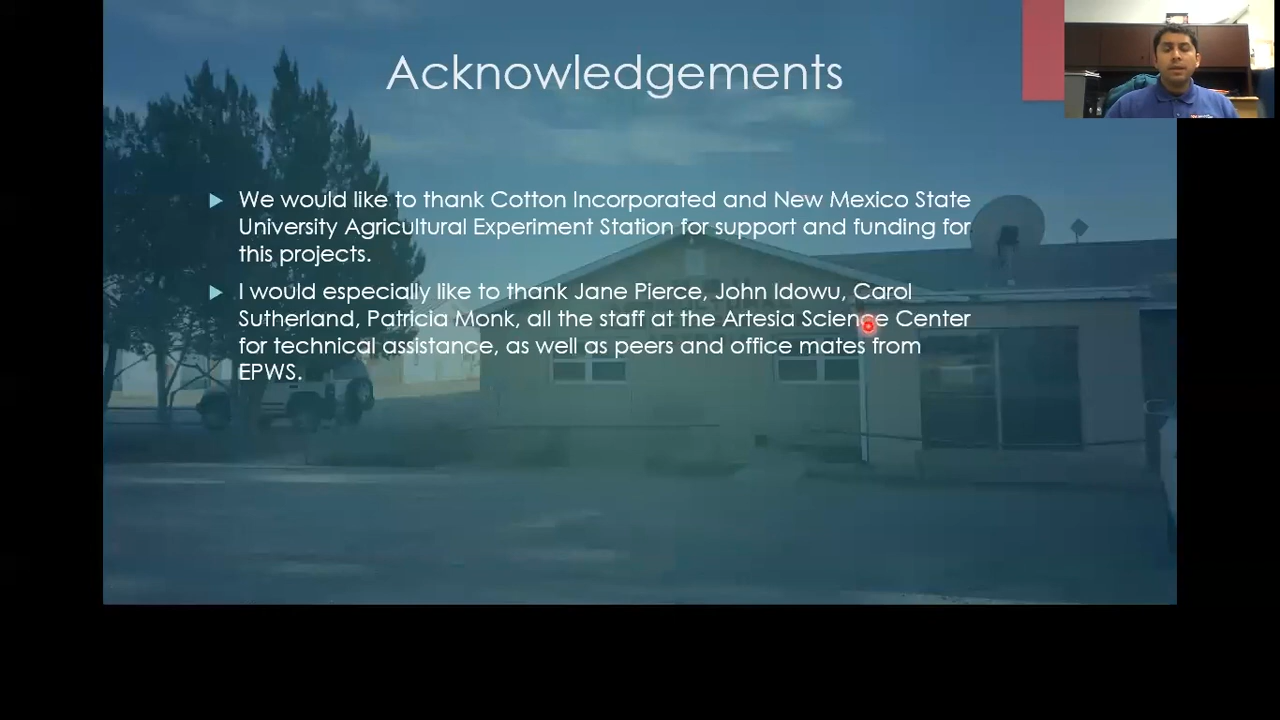 Acknowledgements
We would like to thank Cotton Incorporated and New Mexico State
University Agricultural Experiment Station for support and funding for
this projects.
I would especially like to thank Jane Pierce, John Idowu, Carol
Sutherland, Patricia Monk, all the staff at the Artesia Science Center
for technical assistance, as well as peers and office mates from
EPWS.